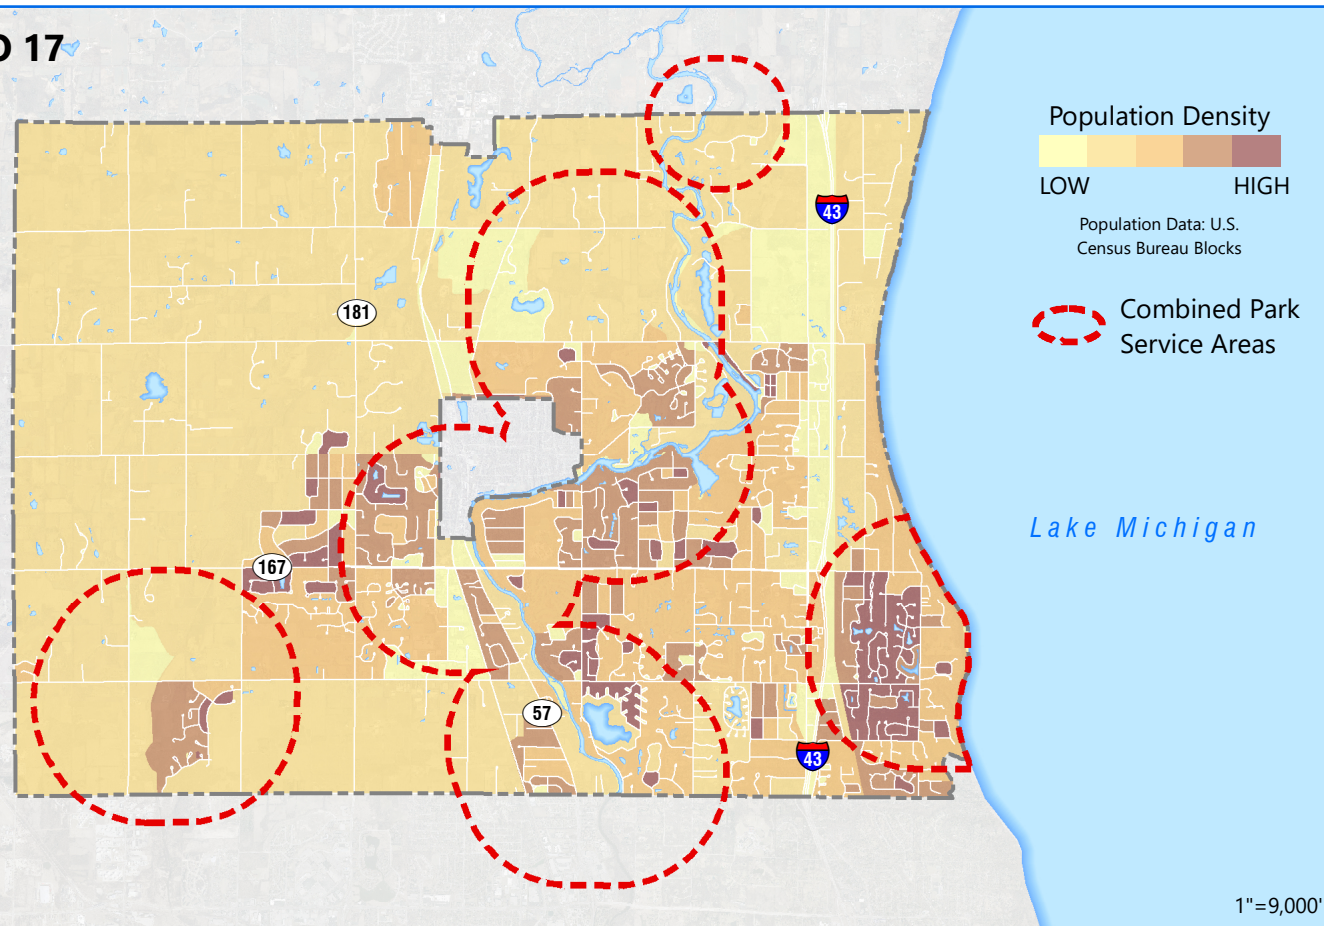 17
Population Density
LOW HIGH
Population Data: U.S.
Census Bureau Blocks
Combined Park
Service Areas
43
181
Lake Michigan
167
57
43
1"=9,000'